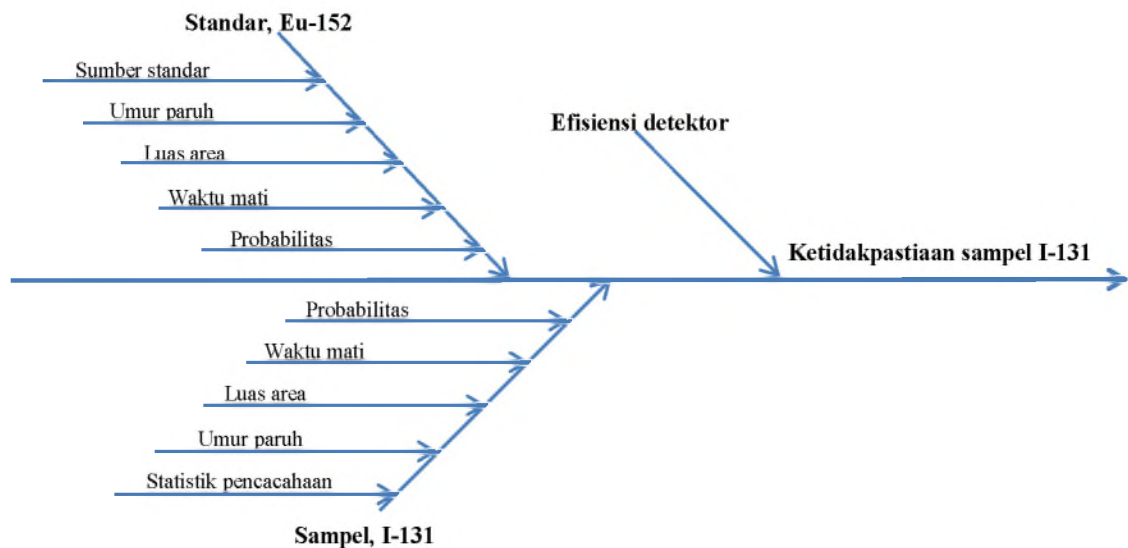 Standar, Eu-152
Sumber standar
Umur paruh
Luas area
Waktu mati
Probabilitas
Efisiensi detektor
Ketidakpastiaan sampel I-131
Probabilitas
Waktu mati
Luas area
Umur paruh
Statistik pencacahaan
Sampel, I-131